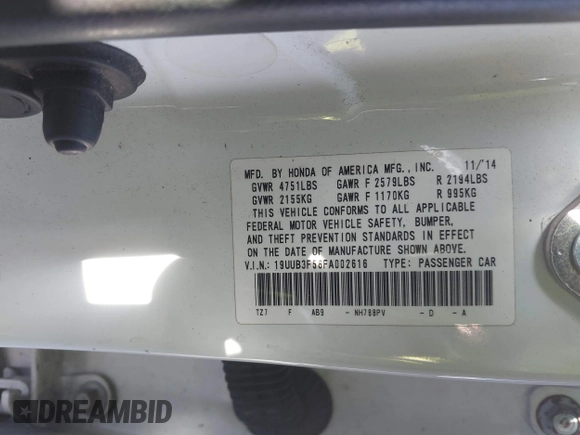 MFD. BY HONDA OF AMERICA MFG., INC. 11/'14
GVWR 4751LBS GAWR F 2579LBS R 2194LBS
GVWR 2155KG GAWR F 1170KG R 995KG
THIS VEHICLE CONFORMS TO ALL APPLICABLE
FEDERAL MOTOR VEHICLE SAFETY, BUMPER,
AND THEFT PREVENTION STANDARDS IN EFFECT
ON THE DATE OF MANUFACTURE SHOWN ABOVE.
V.I.N.: 19UUB3F56FA002616 TYPE: PASSENGER CAR
TZ7 F AB9 - NH788PV - D - A
DREAMBID